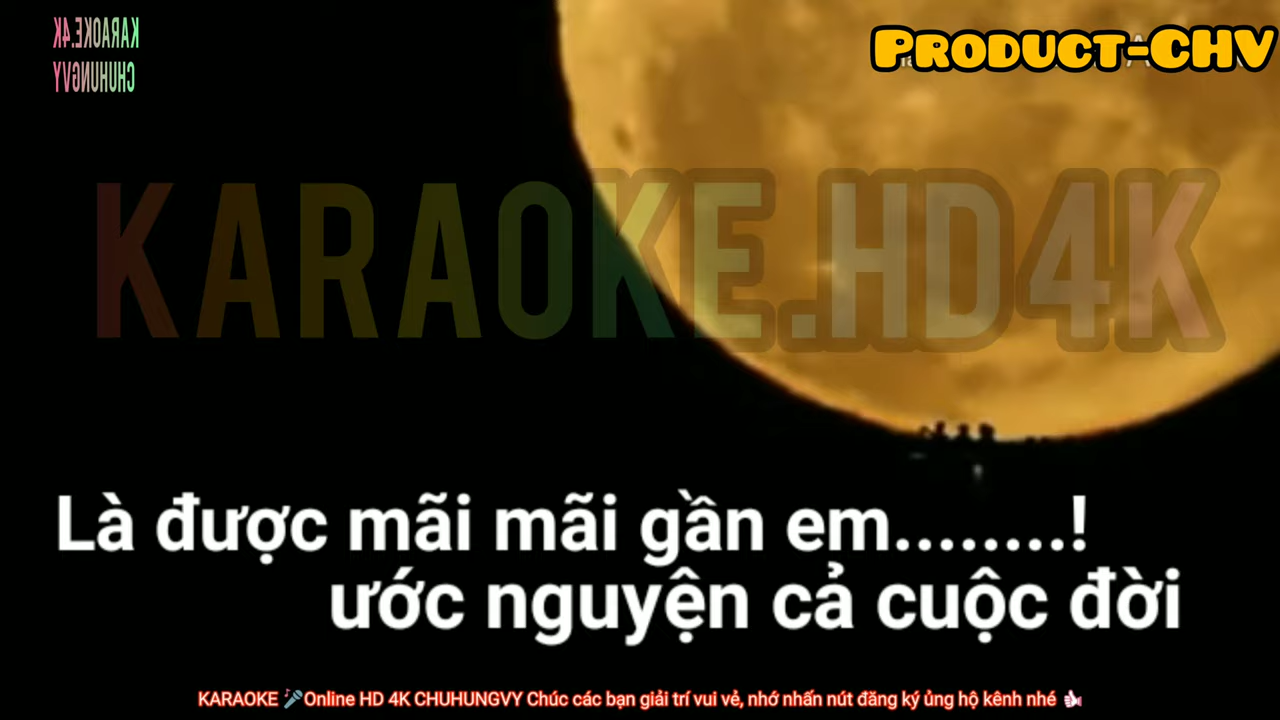 KARAOKE.4K
CHUHUNGVY
PRODUCT-CHV
KARAOKE.HD4K
Là được mãi mãi gần em........!
ước nguyện cả cuộc đời
KARAOKE 🎤Online HD 4K CHUHUNGVY Chúc các bạn giải trí vui vẻ, nhớ nhấn nút đăng ký ủng hộ kênh nhé 👍